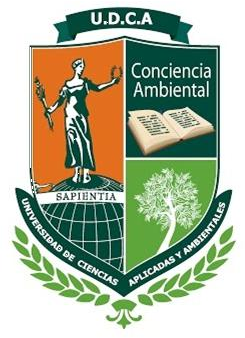 U.D.C.A
Conciencia
Ambiental
SAPIENTIA
UNIVERSIDAD DE CIENCIAS APLICADAS Y AMBIENTALES